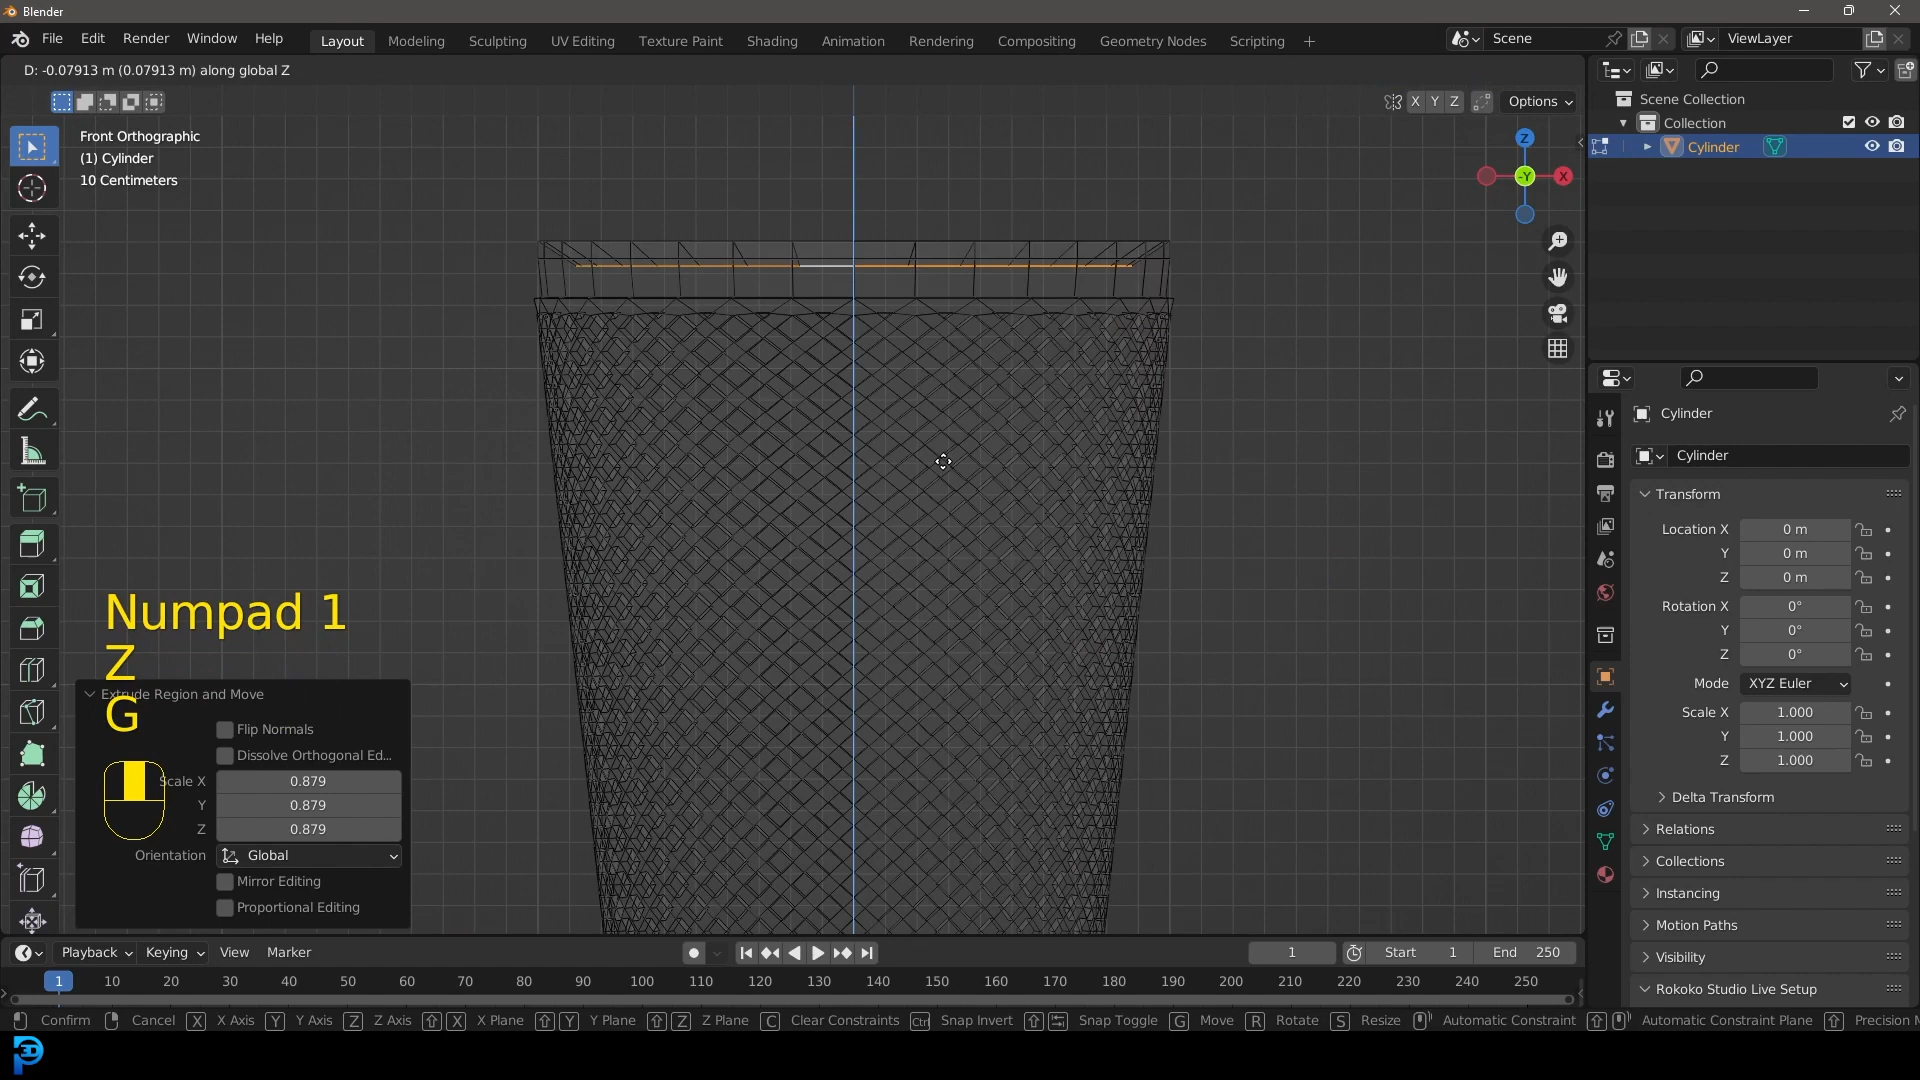 Blender
File Edit Render Window Help
Layout Modeling Sculpting UV Editing Texture Paint Shading Animation Rendering Compositing Geometry Nodes Scripting +
Scene
ViewLayer
D: -0.07913 m (0.07913 m) along global Z
X Y Z Options
Front Orthographic
(1) Cylinder
10 Centimeters
Z
-Y
X
Scene Collection
Collection
Cylinder
Cylinder
Cylinder
Transform
Location X 0 m
Y 0 m
Z 0 m
Rotation X 0°
Y 0°
Z 0°
Mode XYZ Euler
Scale X 1.000
Y 1.000
Z 1.000
Delta Transform
Relations
Collections
Instancing
Motion Paths
Visibility
Rokoko Studio Live Setup
Numpad 1
Z
G
Extrude Region and Move
Flip Normals
Dissolve Orthogonal Ed...
Scale X 0.879
Y 0.879
Z 0.879
Orientation Global
Mirror Editing
Proportional Editing
Playback Keying View Marker
1 Start 1 End 250
1 10 20 30 40 50 60 70 80 90 100 110 120 130 140 150 160 170 180 190 200 210 220 230 240 250
Confirm Cancel X X Axis Y Y Axis Z Z Axis X X Plane Y Y Plane Z Z Plane C Clear Constraints Ctrl Snap Invert Snap Toggle G Move R Rotate S Resize Automatic Constraint Automatic Constraint Plane Precision M